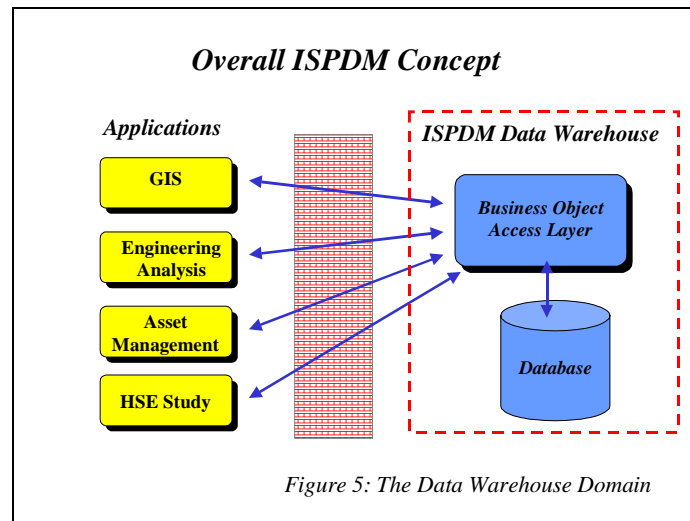 Overall ISPDM Concept
Applications
ISPDM Data Warehouse
GIS
Engineering
Analysis
Asset
Management
HSE Study
Business Object
Access Layer
Database
Figure 5: The Data Warehouse Domain